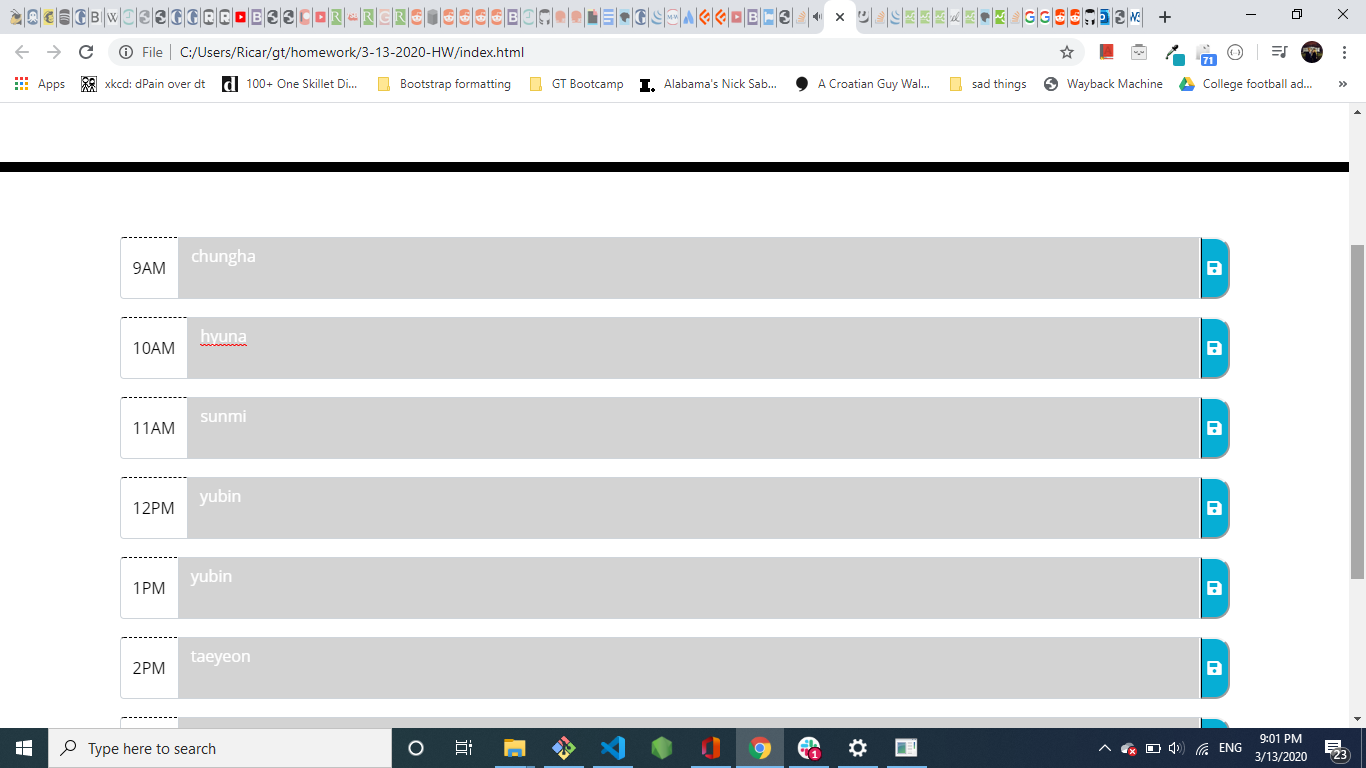 File
C:/Users/Ricar/gt/homework/3-13-2020-HW/index.html
71
Apps
xkcd: dPain over dt
100+ One Skillet Di...
Bootstrap formatting
GT Bootcamp
Alabama's Nick Sab...
A Croatian Guy Wal...
sad things
Wayback Machine
College football ad...
»
9AM
chungha
10AM
hyuna
11AM
sunmi
12PM
yubin
1PM
yubin
2PM
taeyeon
Type here to search
1
ENG
9:01 PM
3/13/2020
23